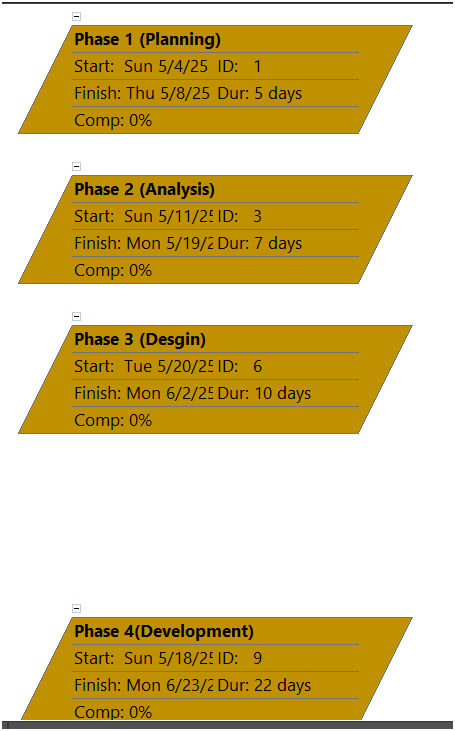 Phase 1 (Planning)
Start: Sun 5/4/25 ID: 1
Finish: Thu 5/8/25 Dur: 5 days
Comp: 0%
Phase 2 (Analysis)
Start: Sun 5/11/25 ID: 3
Finish: Mon 5/19/2 Dur: 7 days
Comp: 0%
Phase 3 (Desgin)
Start: Tue 5/20/25 ID: 6
Finish: Mon 6/2/25 Dur: 10 days
Comp: 0%
Phase 4(Development)
Start: Sun 5/18/25 ID: 9
Finish: Mon 6/23/2 Dur: 22 days
Comp: 0%